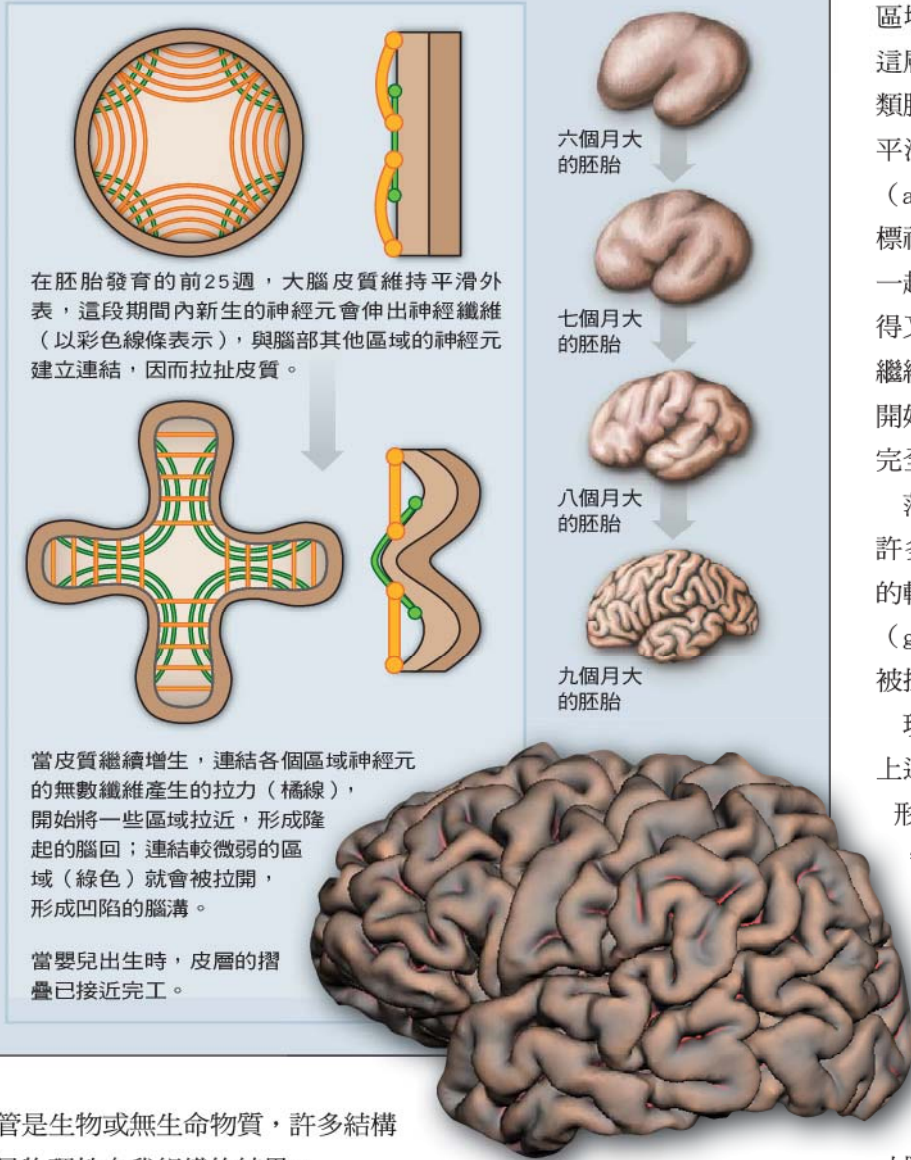 在胚胎發育的前25週，大腦皮質維持平滑外
表，這段期間內新生的神經元會伸出神經纖維
（以彩色線條表示），與腦部其他區域的神經元
建立連結，因而拉扯皮質。
當皮質繼續增生，連結各個區域神經元
的無數纖維產生的拉力（橘線），
開始將一些區域拉近，形成隆
起的腦回；連結較微弱的區
域（綠色）就會被拉開，
形成凹陷的腦溝。
當嬰兒出生時，皮層的摺
疊已接近完工。
六個月大
的胚胎
七個月大
的胚胎
八個月大
的胚胎
九個月大
的胚胎
管是生物或無生命物質，許多結構
區
這
類
平滑
（a
標
一
得又
繼續
開始
完全
許多
的
（g
被
上
形